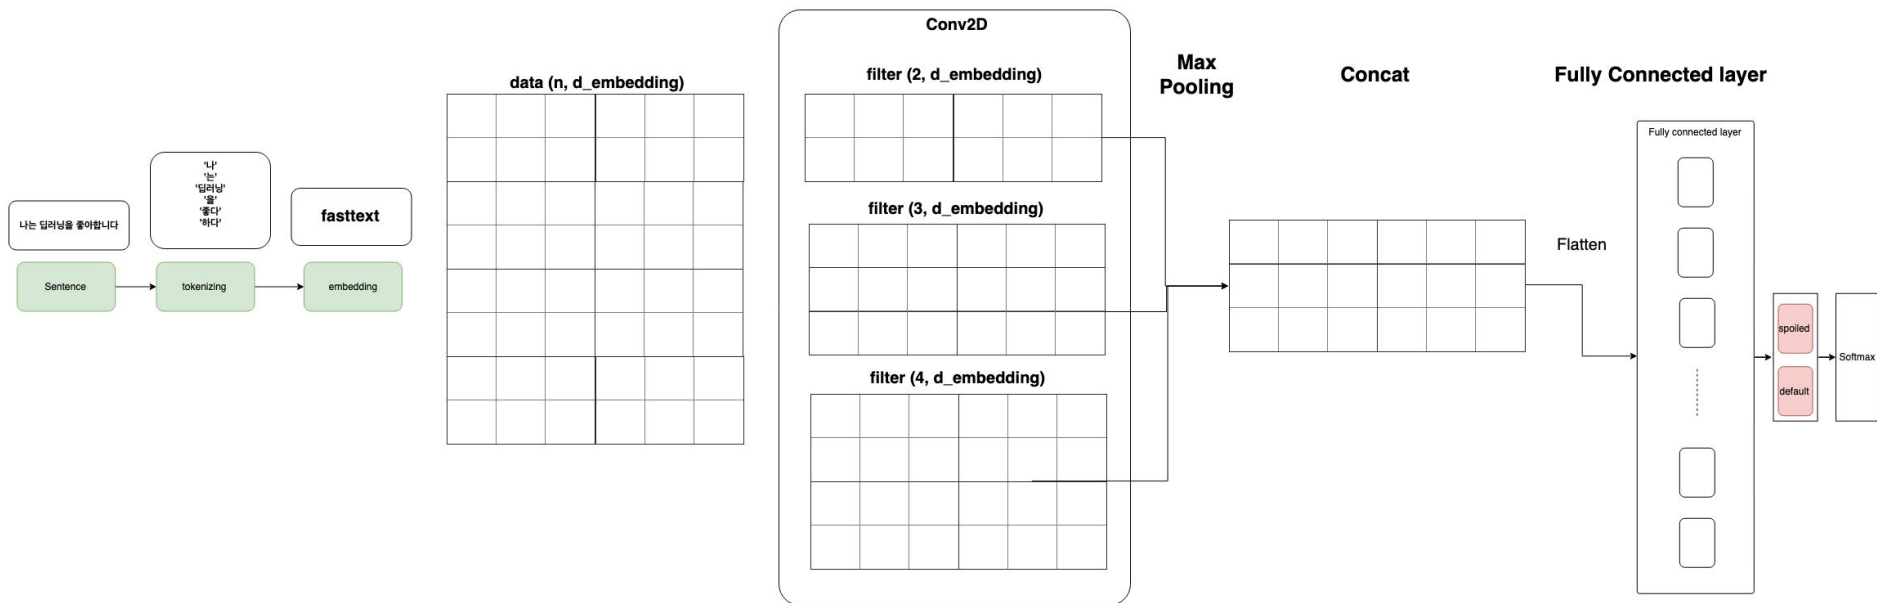 나는 딥러닝을 좋아합니다
Sentence
'나'
'는'
'딥러닝'
'을'
'좋다'
'하다'
tokenizing
fasttext
embedding
data (n, d_embedding)
Conv2D
filter (2, d_embedding)
filter (3, d_embedding)
filter (4, d_embedding)
Max
Pooling
Concat
Flatten
Fully Connected layer
Fully connected layer
spoiled
default
Softmax